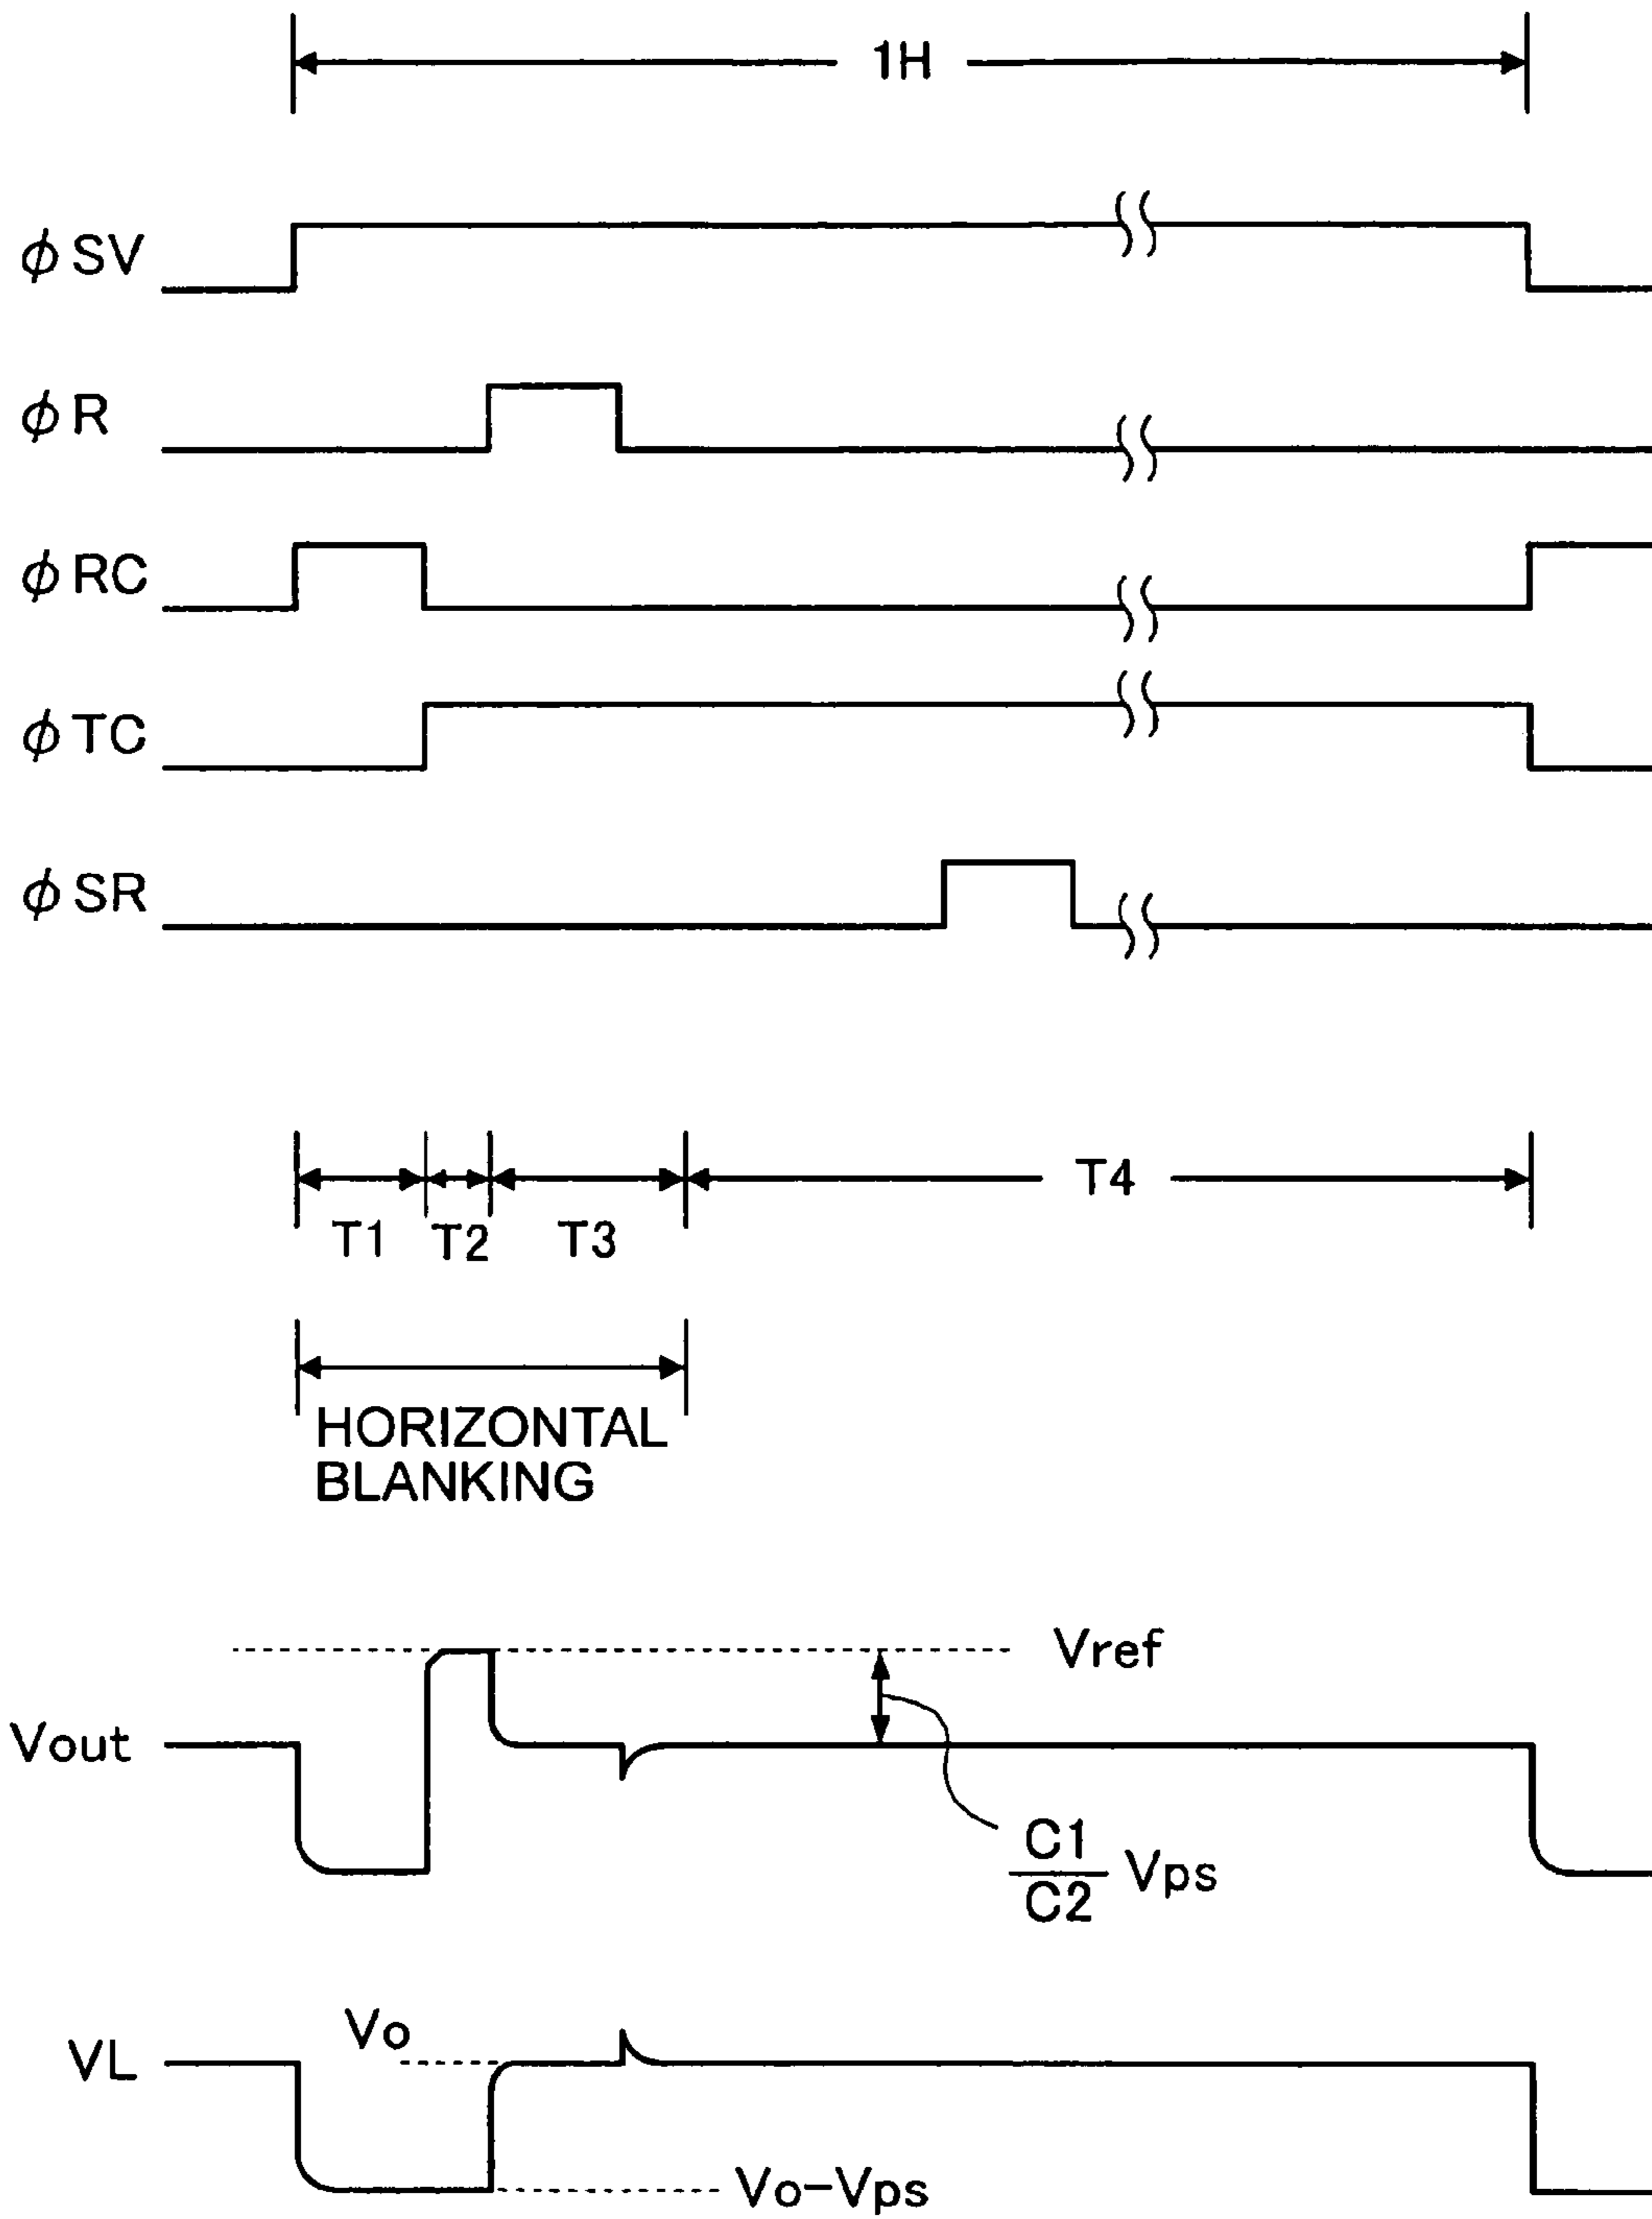 1H
ϕSV
ϕR
ϕRC
ϕTC
ϕSR
T4
T1 T2 T3
HORIZONTAL
BLANKING
Vref
Vout
C1
C2
Vps
Vo
VL
Vo−Vps